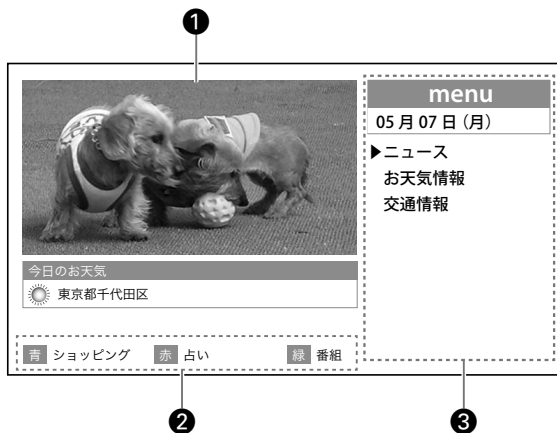 ❶
menu
05 月 07 日（月）
▶ニュース
お天気情報
交通情報
今日のお天気
東京都千代田区
青 ショッピング 赤 占い 緑 番組
❷ ❸